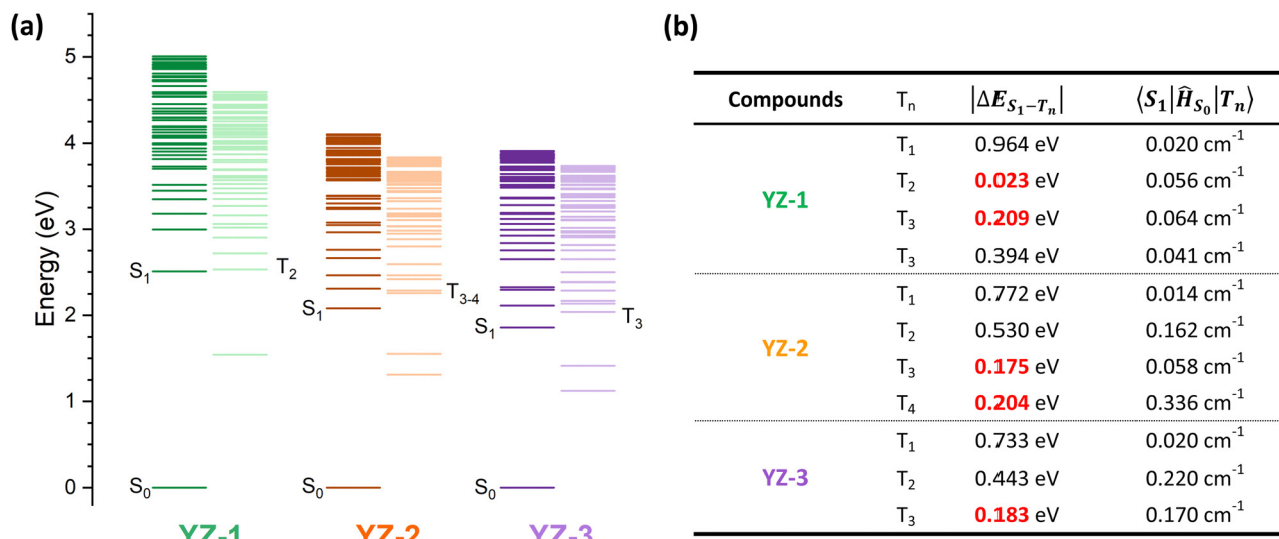 (a)
5
4
3
2
1
0
Energy (eV)
S1
T2
S0
YZ-1
S1
T3-4
S0
YZ-2
S1
T3
S0
YZ-3
(b)
Compounds Tn |ΔE_{S1−Tn}| ⟨S1|Ĥ_{S0}|Tn⟩
T1 0.964 eV 0.020 cm-1
T2 0.023 eV 0.056 cm-1
YZ-1
T3 0.209 eV 0.064 cm-1
T3 0.394 eV 0.041 cm-1
T1 0.772 eV 0.014 cm-1
T2 0.530 eV 0.162 cm-1
YZ-2
T3 0.175 eV 0.058 cm-1
T4 0.204 eV 0.336 cm-1
T1 0.733 eV 0.020 cm-1
YZ-3 T2 0.443 eV 0.220 cm-1
T3 0.183 eV 0.170 cm-1